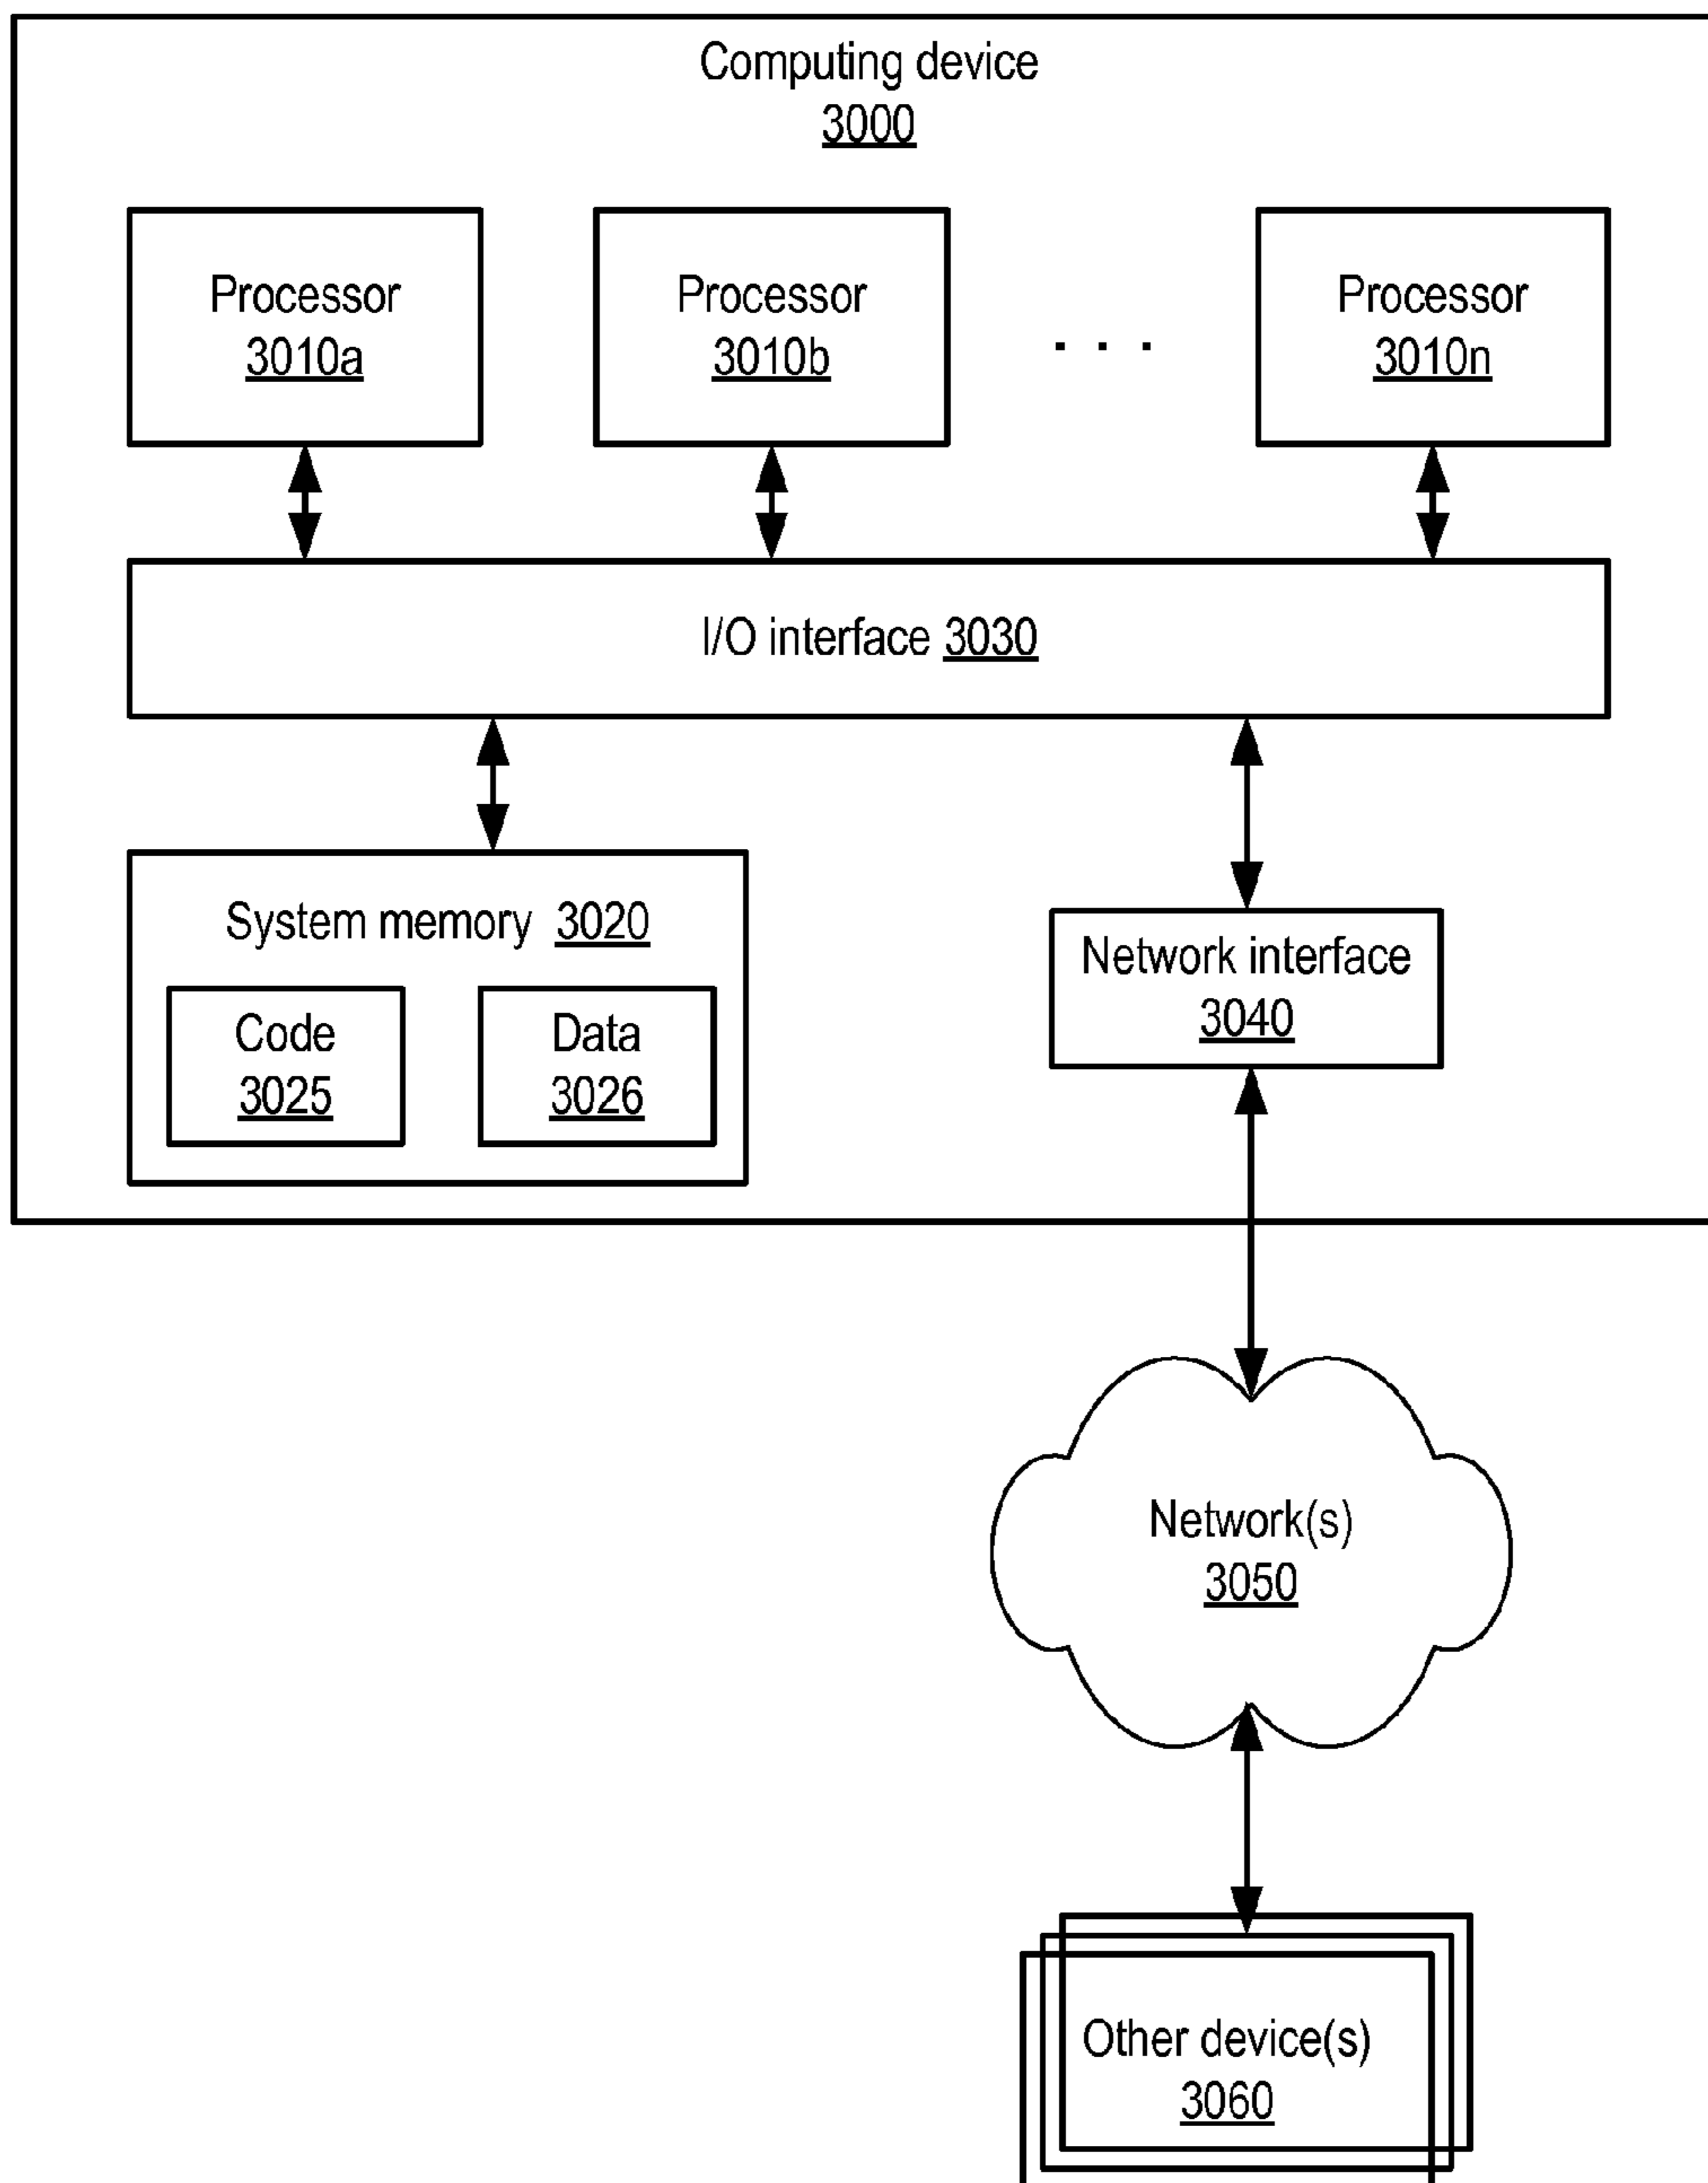 Computing device
3000
Processor
3010a
Processor
3010b
. . .
Processor
3010n
I/O interface 3030
System memory 3020
Code
3025
Data
3026
Network interface
3040
Network(s)
3050
Other device(s)
3060